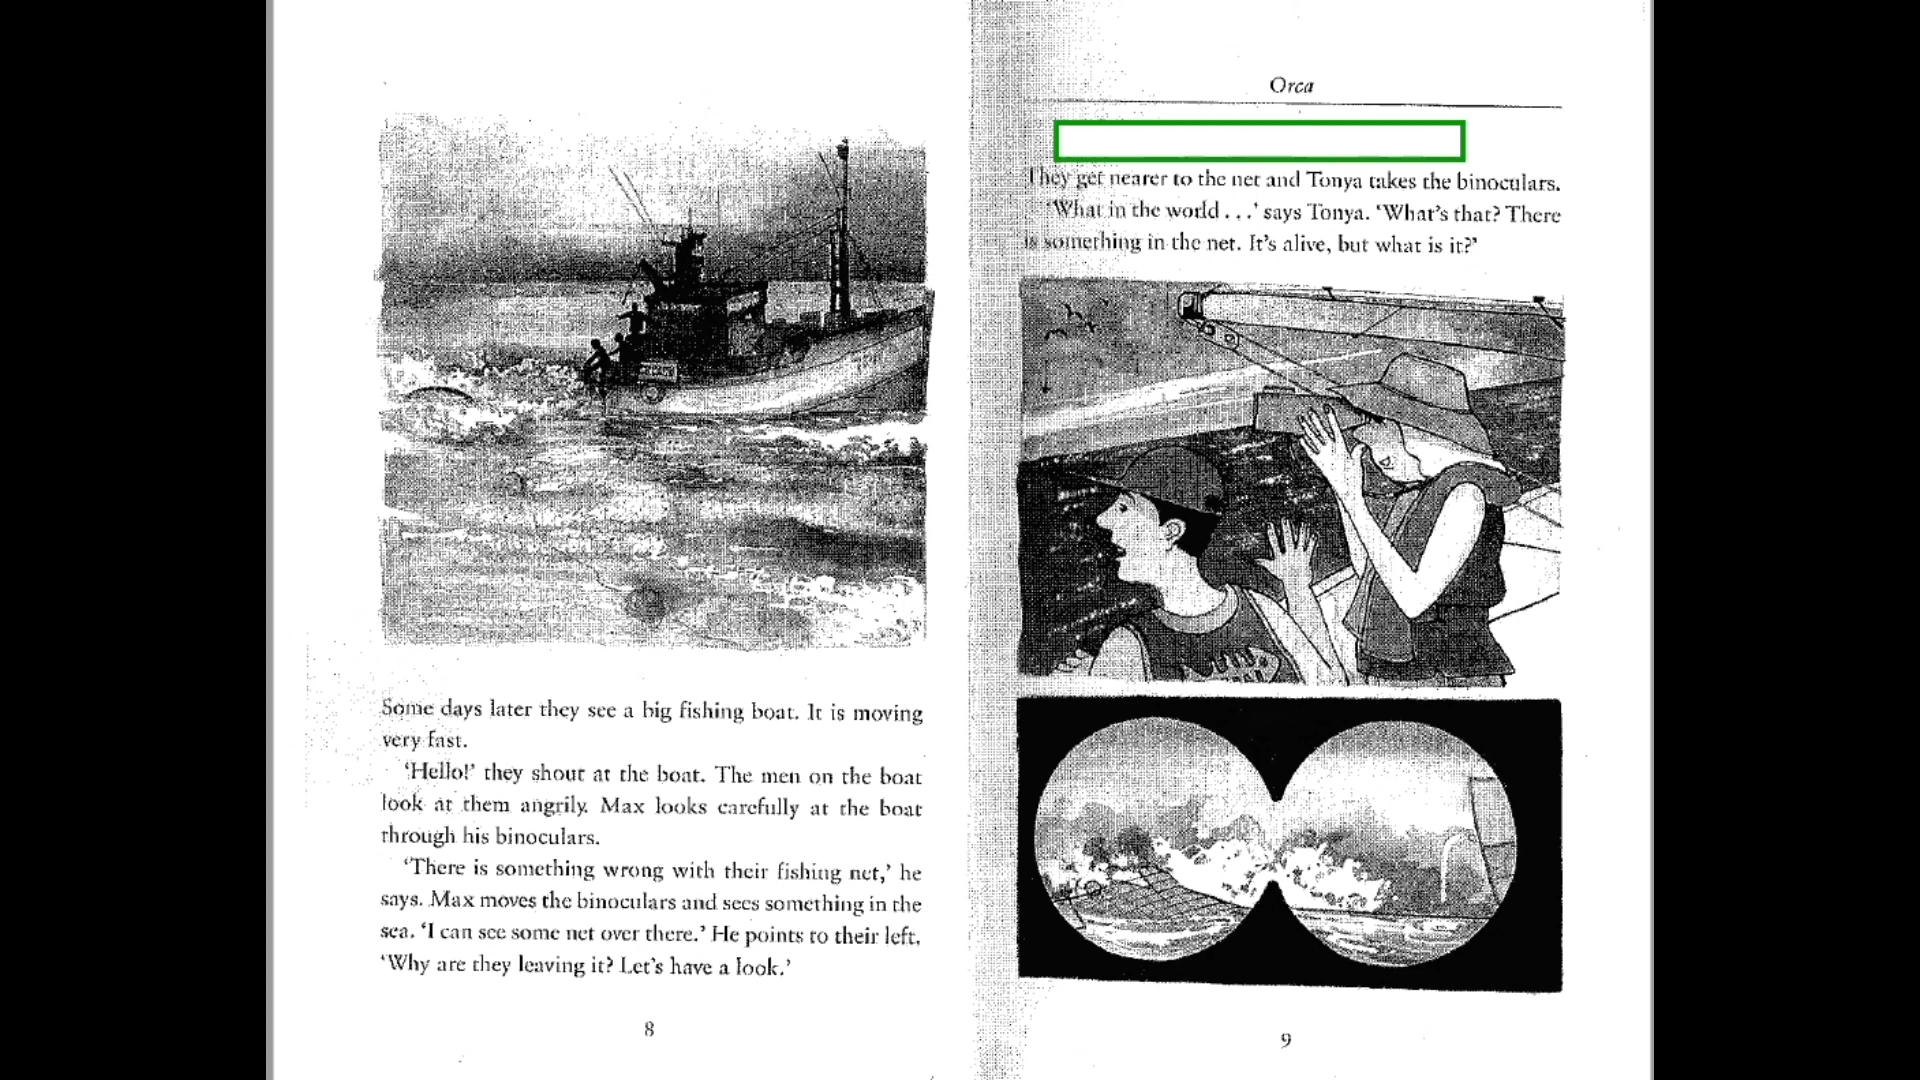 Some days later they see a big fishing boat. It is moving
very fast.
‘Hello!’ they shout at the boat. The men on the boat
look at them angrily. Max looks carefully at the boat
through his binoculars.
‘There is something wrong with their fishing net,’ he
says. Max moves the binoculars and sees something in the
sea. ‘I can see some net over there.’ He points to their left.
‘Why are they leaving it? Let’s have a look.’
8
Orca
They get nearer to the net and Tonya takes the binoculars.
‘What in the world . . .’ says Tonya. ‘What’s that? There
is something in the net. It’s alive, but what is it?’
9